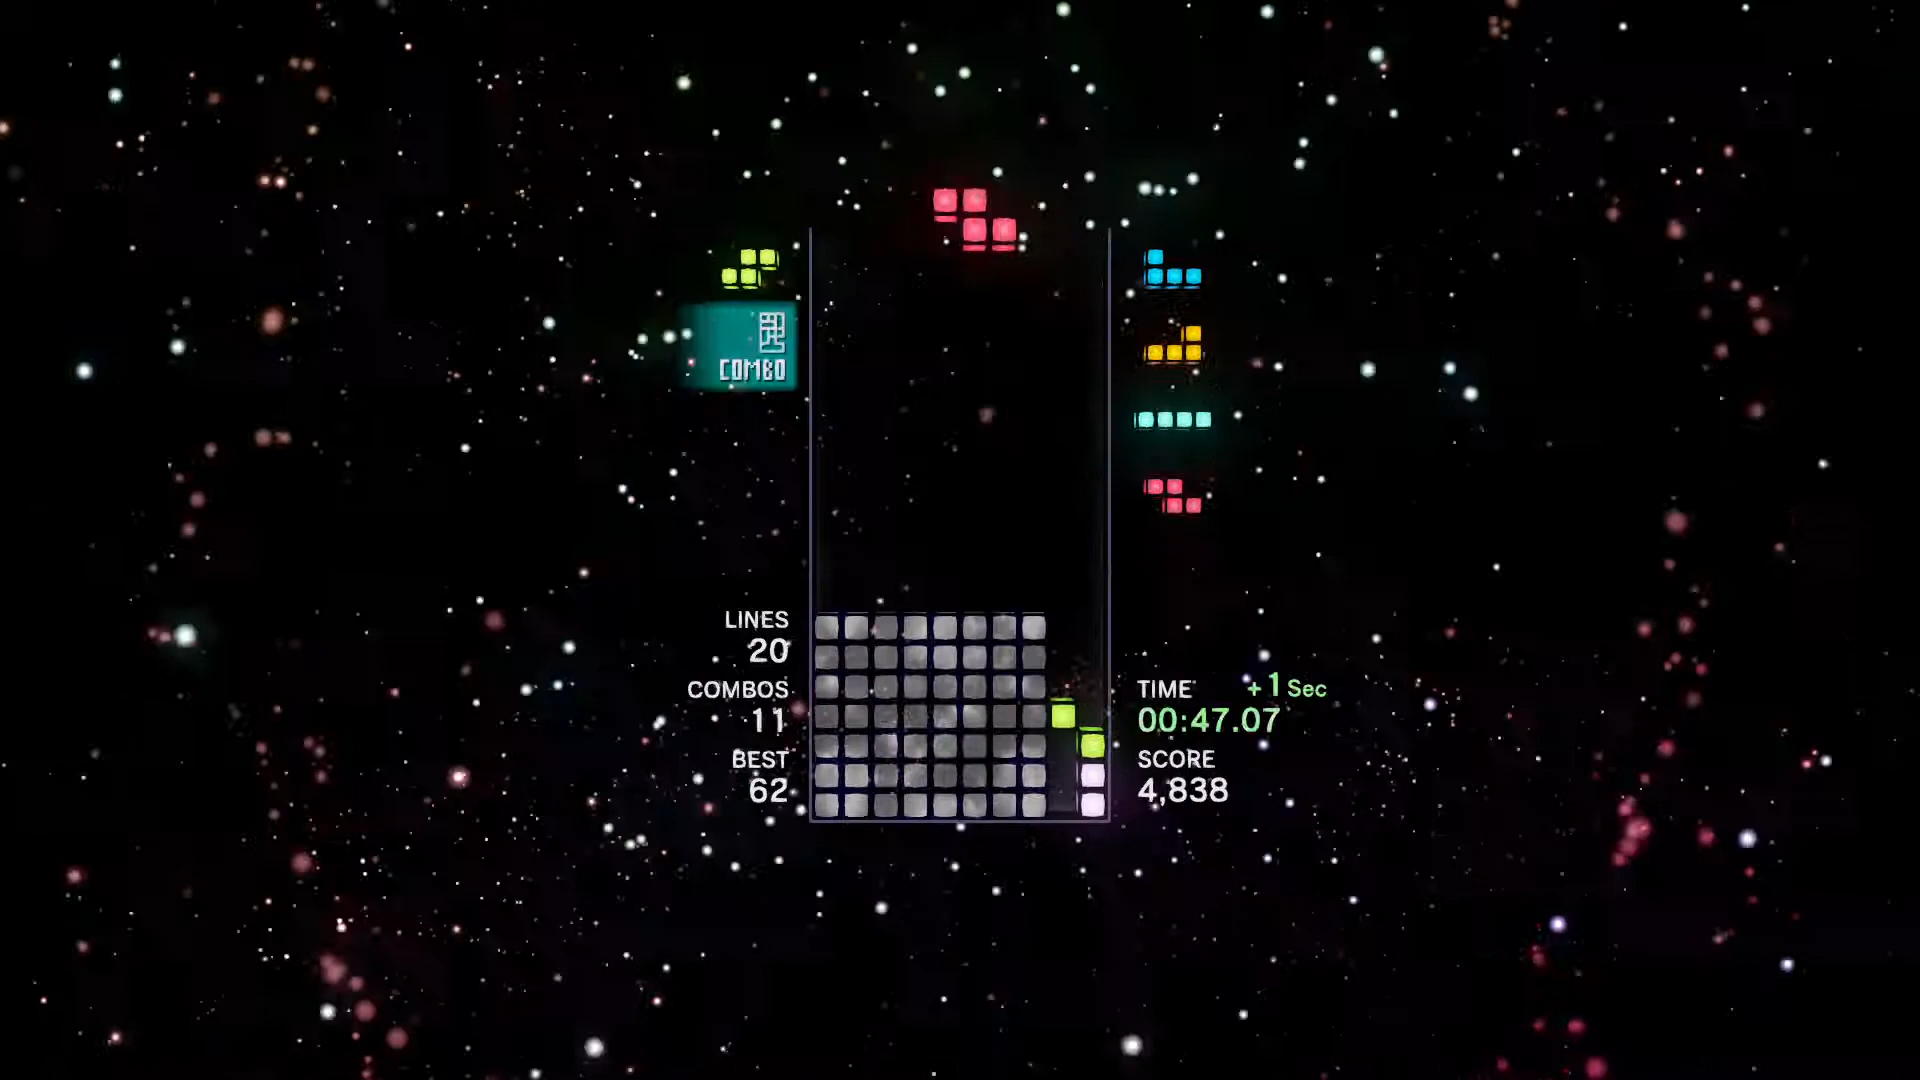 COMBO
LINES
20
COMBOS
11
BEST
62
TIME
+1 Sec
00:47.07
SCORE
4,838